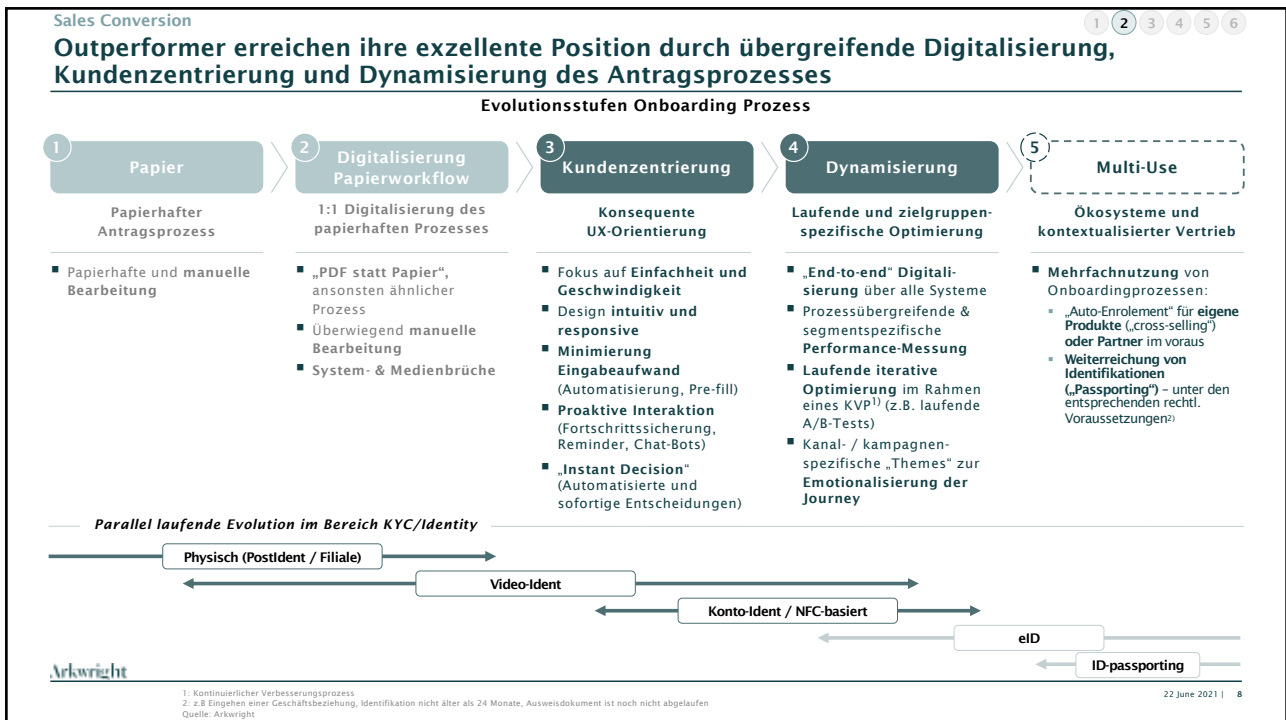 Sales Conversion
1 2 3 4 5 6
Outperformer erreichen ihre exzellente Position durch übergreifende Digitalisierung,
Kundenzentrierung und Dynamisierung des Antragsprozesses
Evolutionsstufen Onboarding Prozess
1
Papier
Papierhafter
Antragsprozess
■ Papierhafte und manuelle
Bearbeitung
2
Digitalisierung
Papierworkflow
1:1 Digitalisierung des
papierhaften Prozesses
■ „PDF statt Papier“,
ansonsten ähnlicher
Prozess
■ Überwiegend manuelle
Bearbeitung
■ System- & Medienbrüche
3
Kundenzentrierung
Konsequente
UX-Orientierung
■ Fokus auf Einfachheit und
Geschwindigkeit
■ Design intuitiv und
responsive
■ Minimierung
Eingabeaufwand
(Automatisierung, Pre-fill)
■ Proaktive Interaktion
(Fortschrittssicherung,
Reminder, Chat-Bots)
■ „Instant Decision“
(Automatisierte und
sofortige Entscheidungen)
4
Dynamisierung
Laufende und zielgruppen-
spezifische Optimierung
■ „End-to-end“ Digitali-
sierung über alle Systeme
■ Prozessübergreifende &
segmentspezifische
Performance-Messung
■ Laufende iterative
Optimierung im Rahmen
eines KVP1) (z.B. laufende
A/B-Tests)
■ Kanal- / kampagnen-
spezifische „Themes“ zur
Emotionalisierung der
Journey
5
Multi-Use
Ökosysteme und
kontextualisierter Vertrieb
■ Mehrfachnutzung von
Onboardingprozessen:
■ „Auto-Enrolement“ für eigene
Produkte („cross-selling“)
oder Partner im voraus
■ Weiterreichung von
Identifikationen
(„Passporting“) – unter den
entsprechenden rechtl.
Voraussetzungen2)
Parallel laufende Evolution im Bereich KYC/Identity
Physisch (PostIdent / Filiale)
Video-Ident
Konto-Ident / NFC-basiert
eID
ID-passporting
Arkwright
1: Kontinuierlicher Verbesserungsprozess
2: z.B Eingehen einer Geschäftsbeziehung, Identifikation nicht älter als 24 Monate, Ausweisdokument ist noch nicht abgelaufen
Quelle: Arkwright
22 June 2021 | 8